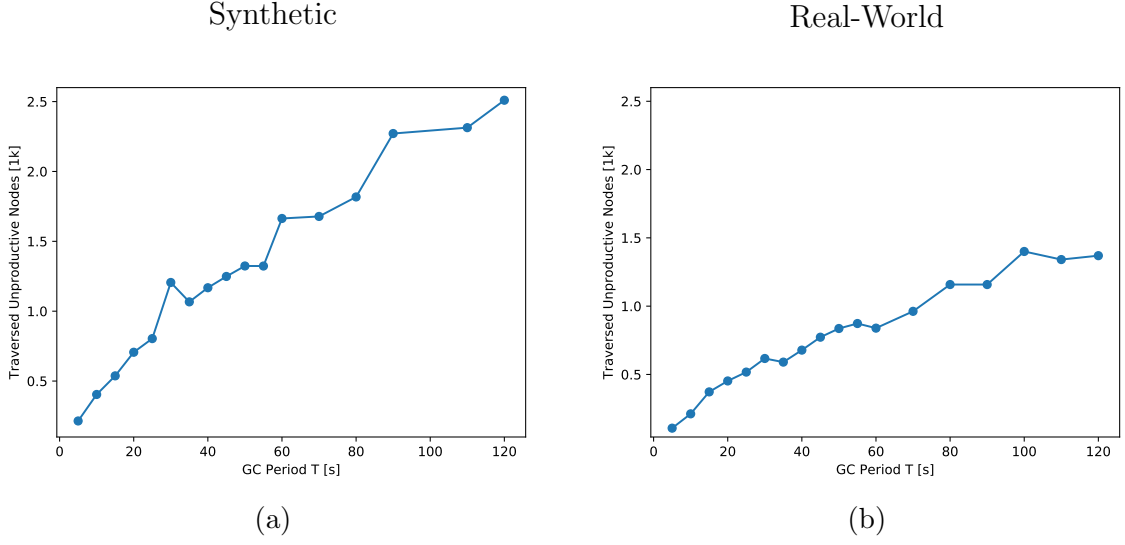 Synthetic
Real-World
2.5
2.0
1.5
1.0
0.5
Traversed Unproductive Nodes [1k]
0 20 40 60 80 100 120
GC Period T [s]
(a)
2.5
2.0
1.5
1.0
0.5
Traversed Unproductive Nodes [1k]
0 20 40 60 80 100 120
GC Period T [s]
(b)